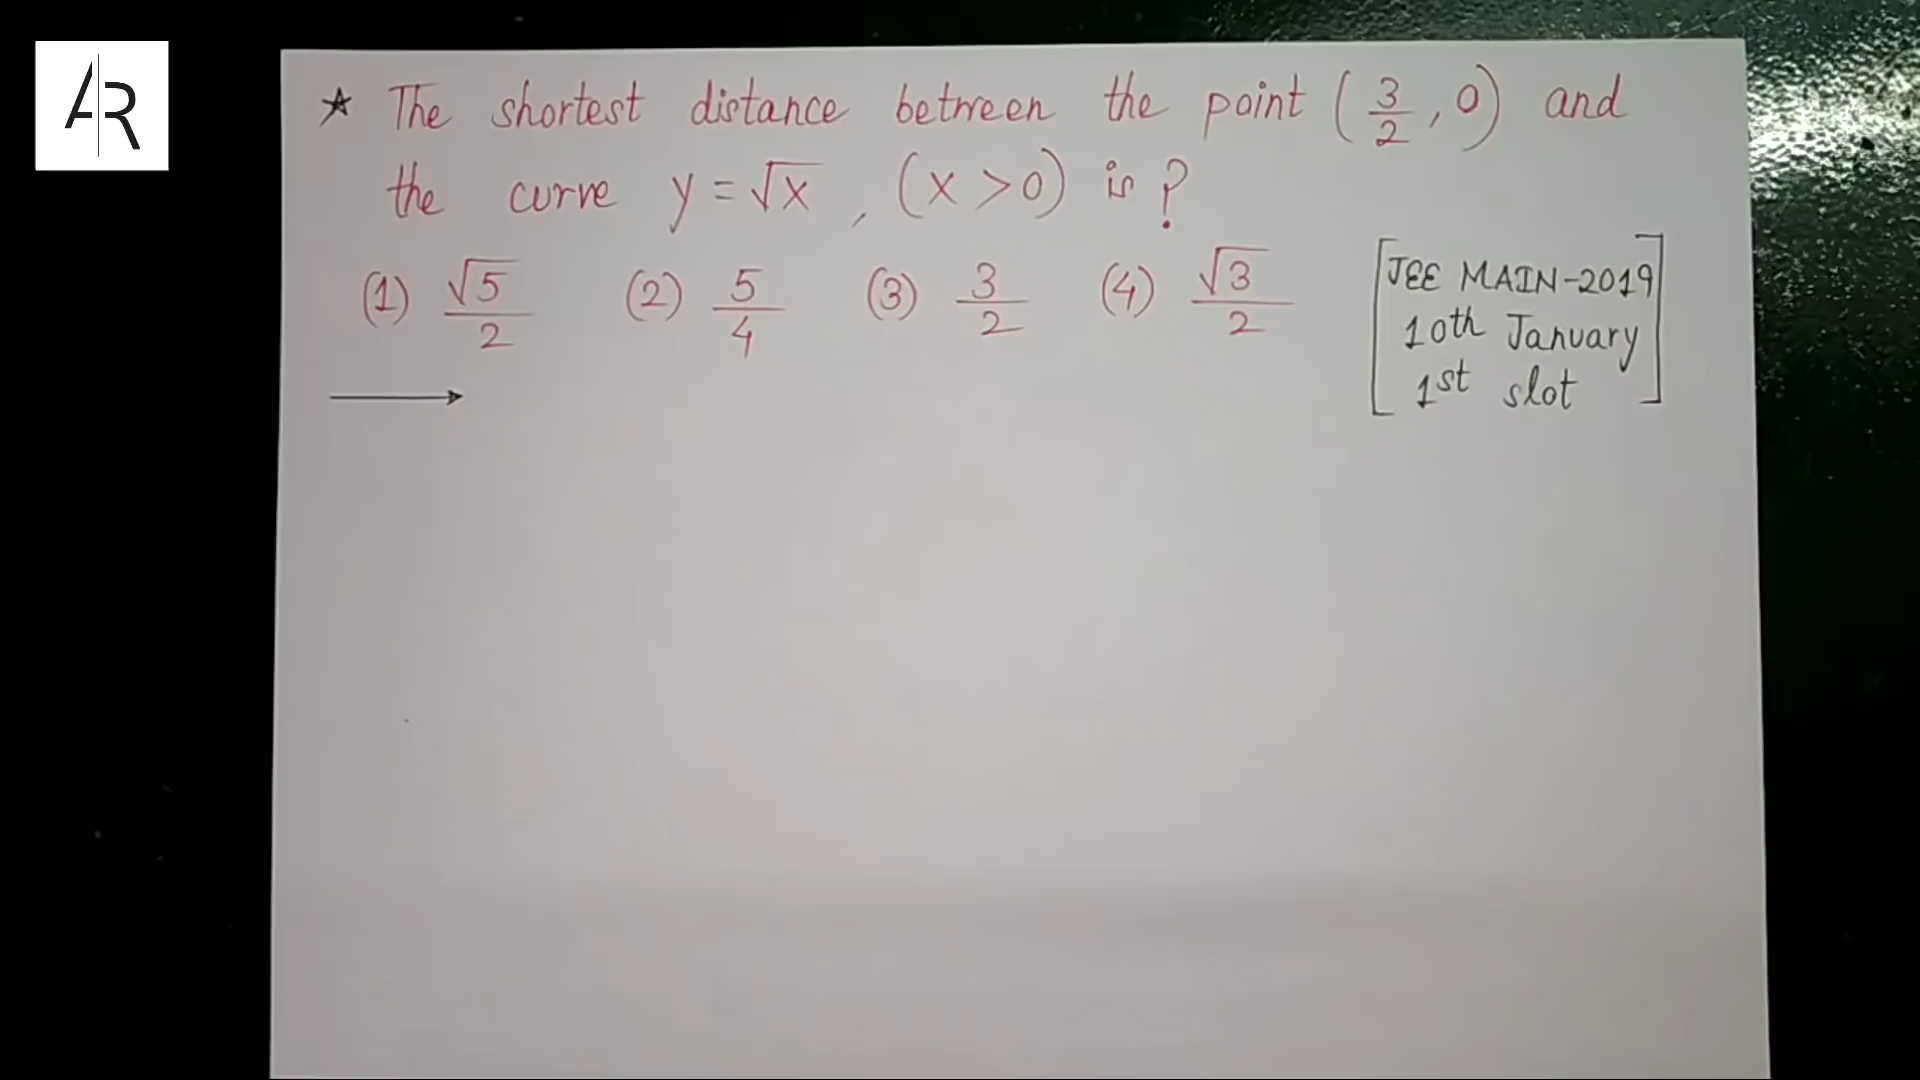 AR
★ The shortest distance between the point (3/2, 0) and
the curve y = √x , (x > 0) is ?
(1) √5/2 (2) 5/4 (3) 3/2 (4) √3/2
[JEE MAIN-2019
10th January
1st slot]